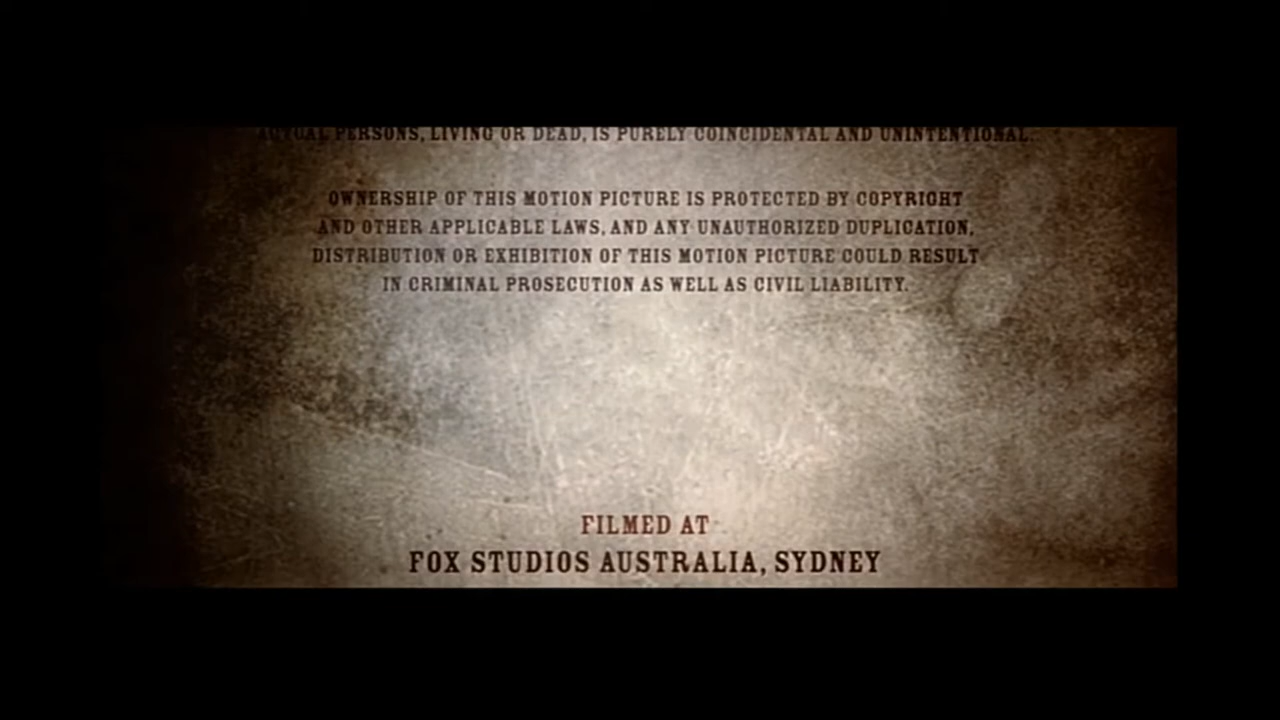 ACTUAL PERSONS, LIVING OR DEAD, IS PURELY COINCIDENTAL AND UNINTENTIONAL.
OWNERSHIP OF THIS MOTION PICTURE IS PROTECTED BY COPYRIGHT
AND OTHER APPLICABLE LAWS, AND ANY UNAUTHORIZED DUPLICATION,
DISTRIBUTION OR EXHIBITION OF THIS MOTION PICTURE COULD RESULT
IN CRIMINAL PROSECUTION AS WELL AS CIVIL LIABILITY.
FILMED AT
FOX STUDIOS AUSTRALIA, SYDNEY